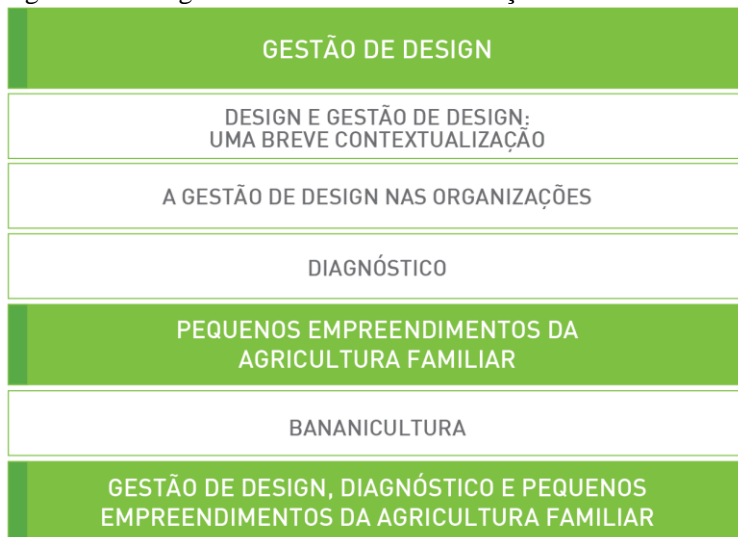 GESTÃO DE DESIGN
DESIGN E GESTÃO DE DESIGN:
UMA BREVE CONTEXTUALIZAÇÃO
A GESTÃO DE DESIGN NAS ORGANIZAÇÕES
DIAGNÓSTICO
PEQUENOS EMPREENDIMENTOS DA
AGRICULTURA FAMILIAR
BANANICULTURA
GESTÃO DE DESIGN, DIAGNÓSTICO E PEQUENOS
EMPREENDIMENTOS DA AGRICULTURA FAMILIAR